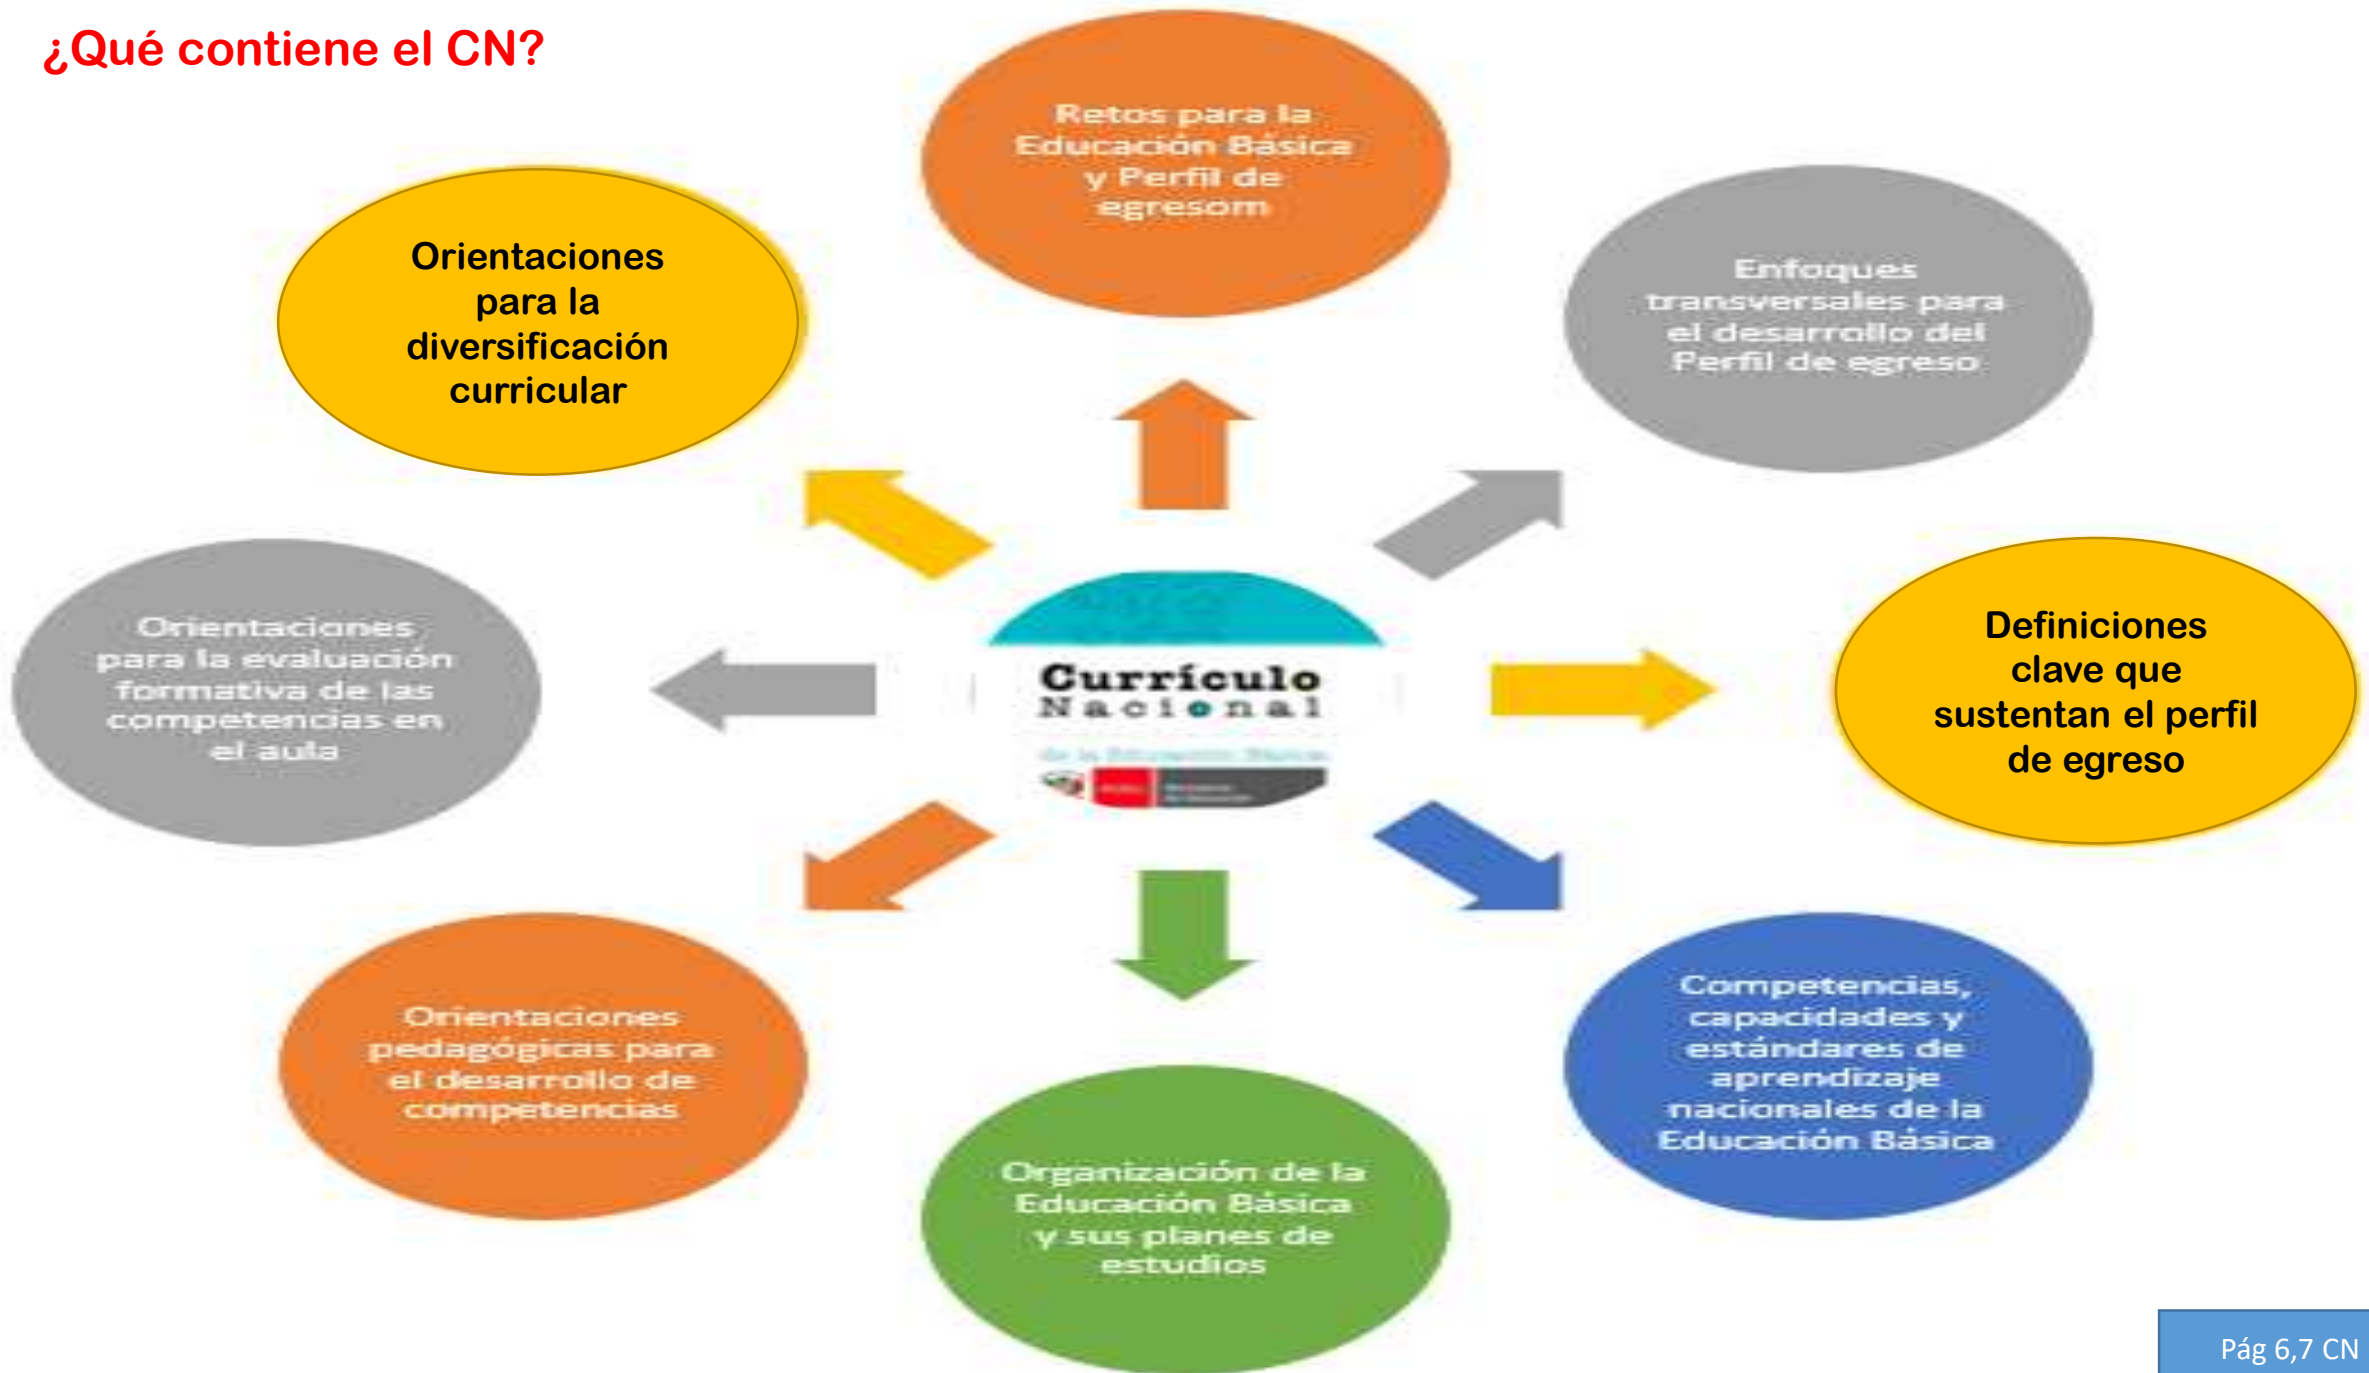 ¿Qué contiene el CN?
Retos para la
Educación Básica
y Perfil de
egresom
Enfoques
transversales para
el desarrollo del
Perfil de egreso
Definiciones
clave que
sustentan el perfil
de egreso
Competencias,
capacidades y
estándares de
aprendizaje
nacionales de la
Educación Básica
Organización de la
Educación Básica
y sus planes de
estudios
Orientaciones
pedagógicas para
el desarrollo de
competencias
Orientaciones
para la evaluación
formativa de las
competencias en
el aula
Orientaciones
para la
diversificación
curricular
Currículo
Nacional
de la Educación Básica
Pág 6,7 CN